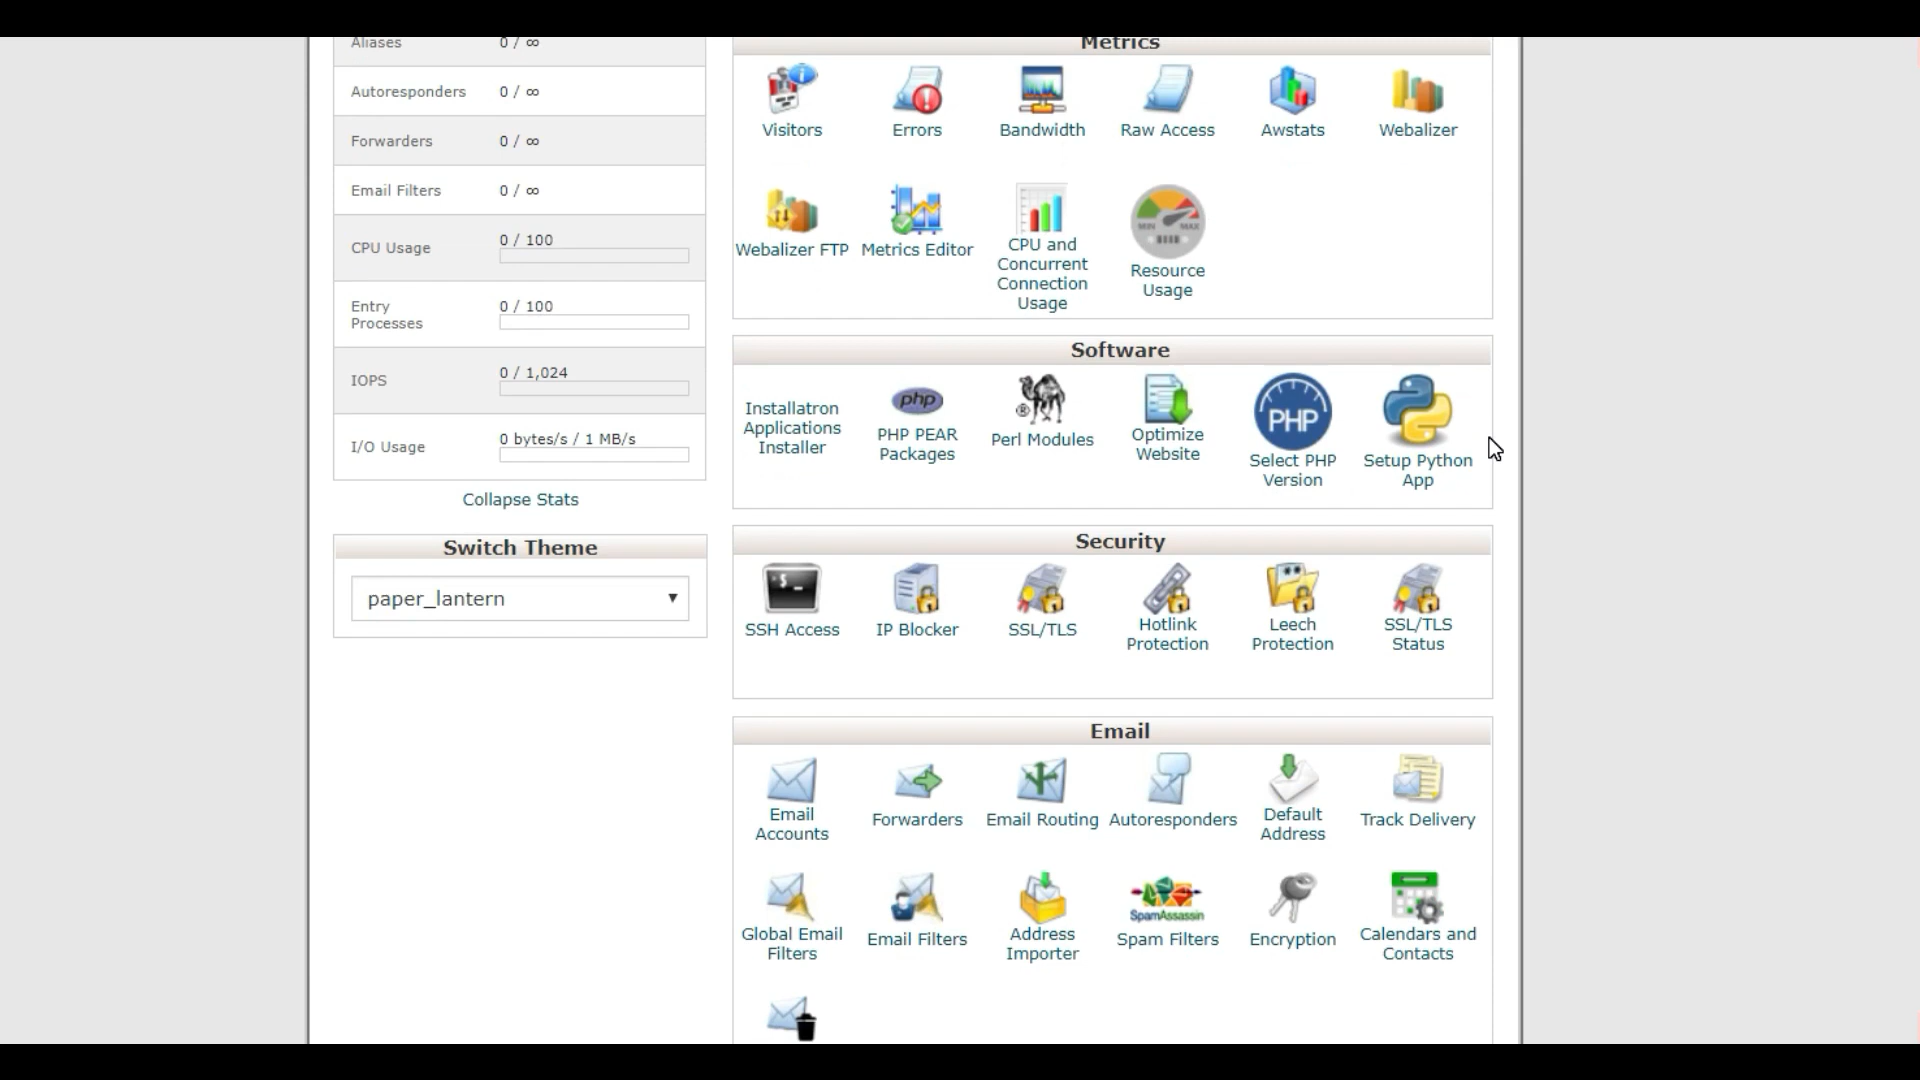 Aliases 0 / ∞
Autoresponders 0 / ∞
Forwarders 0 / ∞
Email Filters 0 / ∞
CPU Usage 0 / 100
Entry
Processes 0 / 100
IOPS 0 / 1,024
I/O Usage 0 bytes/s / 1 MB/s
Collapse Stats
Switch Theme
paper_lantern
Metrics
Visitors
Errors
Bandwidth
Raw Access
Awstats
Webalizer
Webalizer FTP
Metrics Editor
CPU and
Concurrent
Connection
Usage
MIN MAX
Resource
Usage
Software
Installatron
Applications
Installer
php
PHP PEAR
Packages
®
Perl Modules
Optimize
Website
PHP
Select PHP
Version
Setup Python
App
Security
$ _
SSH Access
IP Blocker
SSL/TLS
Hotlink
Protection
Leech
Protection
SSL/TLS
Status
Email
Email
Accounts
Forwarders
Email Routing
Autoresponders
Default
Address
Track Delivery
Global Email
Filters
Email Filters
Address
Importer
SpamAssassin
Spam Filters
Encryption
Calendars and
Contacts